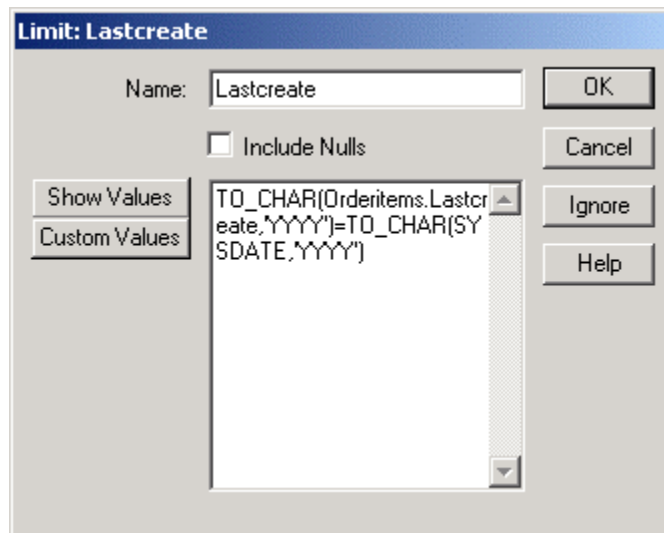 Limit: Lastcreate
Name: Lastcreate OK
Include Nulls Cancel
Show Values
Custom Values
TO_CHAR(Orderitems.Lastcr
eate,'YYYY')=TO_CHAR(SY
SDATE,'YYYY')
Ignore
Help